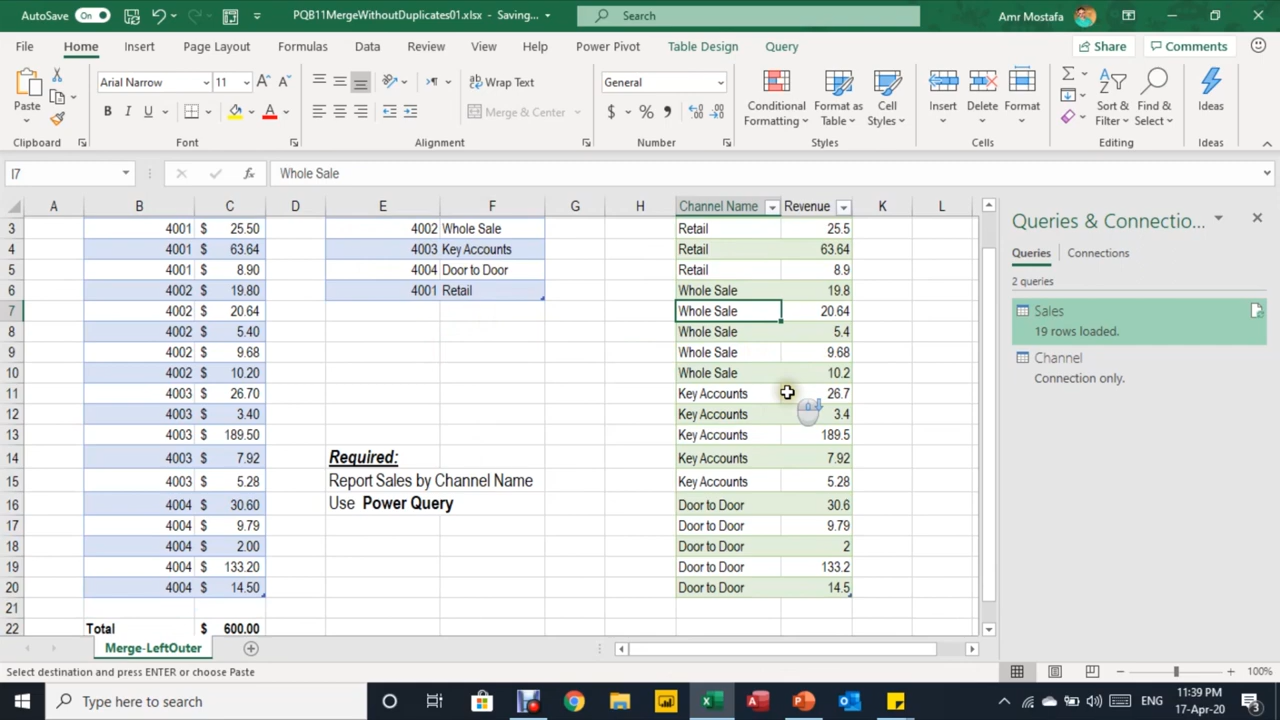 AutoSave On PQB11MergeWithoutDuplicates01.xlsx - Saving... Search Amr Mostafa
File Home Insert Page Layout Formulas Data Review View Help Power Pivot Table Design Query Share Comments
Arial Narrow 11 Wrap Text General
Paste Merge & Center Conditional Formatting Format as Table Cell Styles Insert Delete Format Sort & Filter Find & Select Ideas
Clipboard Font Alignment Number Styles Cells Editing Ideas
I7 fx Whole Sale
A B C D E F G H Channel Name Revenue K L
3 4001 $ 25.50 4002 Whole Sale Retail 25.5
4 4001 $ 63.64 4003 Key Accounts Retail 63.64
5 4001 $ 8.90 4004 Door to Door Retail 8.9
6 4002 $ 19.80 4001 Retail Whole Sale 19.8
7 4002 $ 20.64 Whole Sale 20.64
8 4002 $ 5.40 Whole Sale 5.4
9 4002 $ 9.68 Whole Sale 9.68
10 4002 $ 10.20 Whole Sale 10.2
11 4003 $ 26.70 Key Accounts 26.7
12 4003 $ 3.40 Key Accounts 3.4
13 4003 $ 189.50 Key Accounts 189.5
14 4003 $ 7.92 Required: Key Accounts 7.92
15 4003 $ 5.28 Report Sales by Channel Name Key Accounts 5.28
16 4004 $ 30.60 Use Power Query Door to Door 30.6
17 4004 $ 9.79 Door to Door 9.79
18 4004 $ 2.00 Door to Door 2
19 4004 $ 133.20 Door to Door 133.2
20 4004 $ 14.50 Door to Door 14.5
21
22 Total $ 600.00
Queries & Connectio...
Queries Connections
2 queries
Sales
19 rows loaded.
Channel
Connection only.
Merge-LeftOuter
Select destination and press ENTER or choose Paste 100%
Type here to search ENG 11:39 PM
17-Apr-20 3